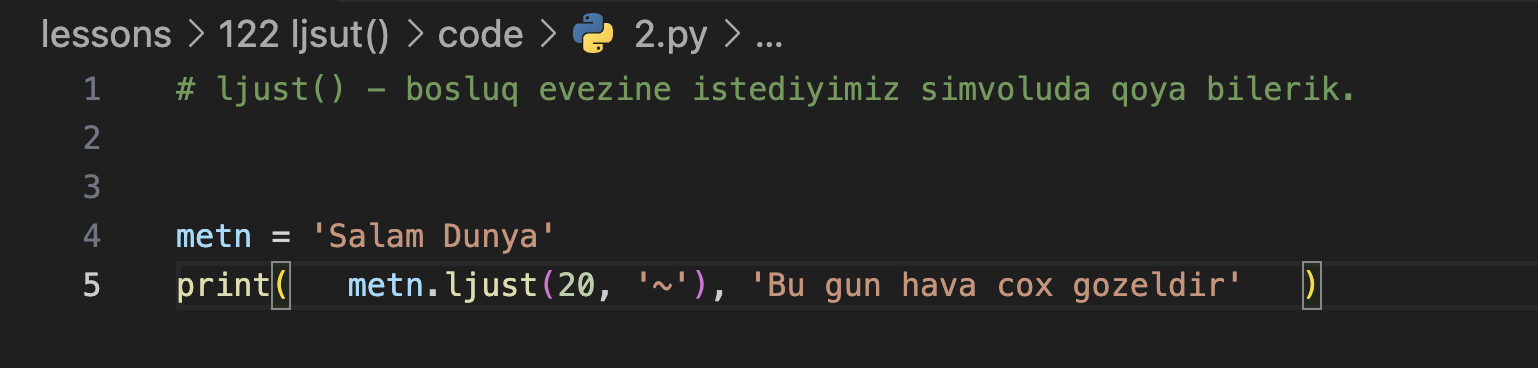 lessons > 122 ljsut() > code > 2.py > ...
1 # ljust() - bosluq evezine istediyimiz simvoluda qoya bilerik.
2
3
4 metn = 'Salam Dunya'
5 print(   metn.ljust(20, '~'), 'Bu gun hava cox gozeldir'   )